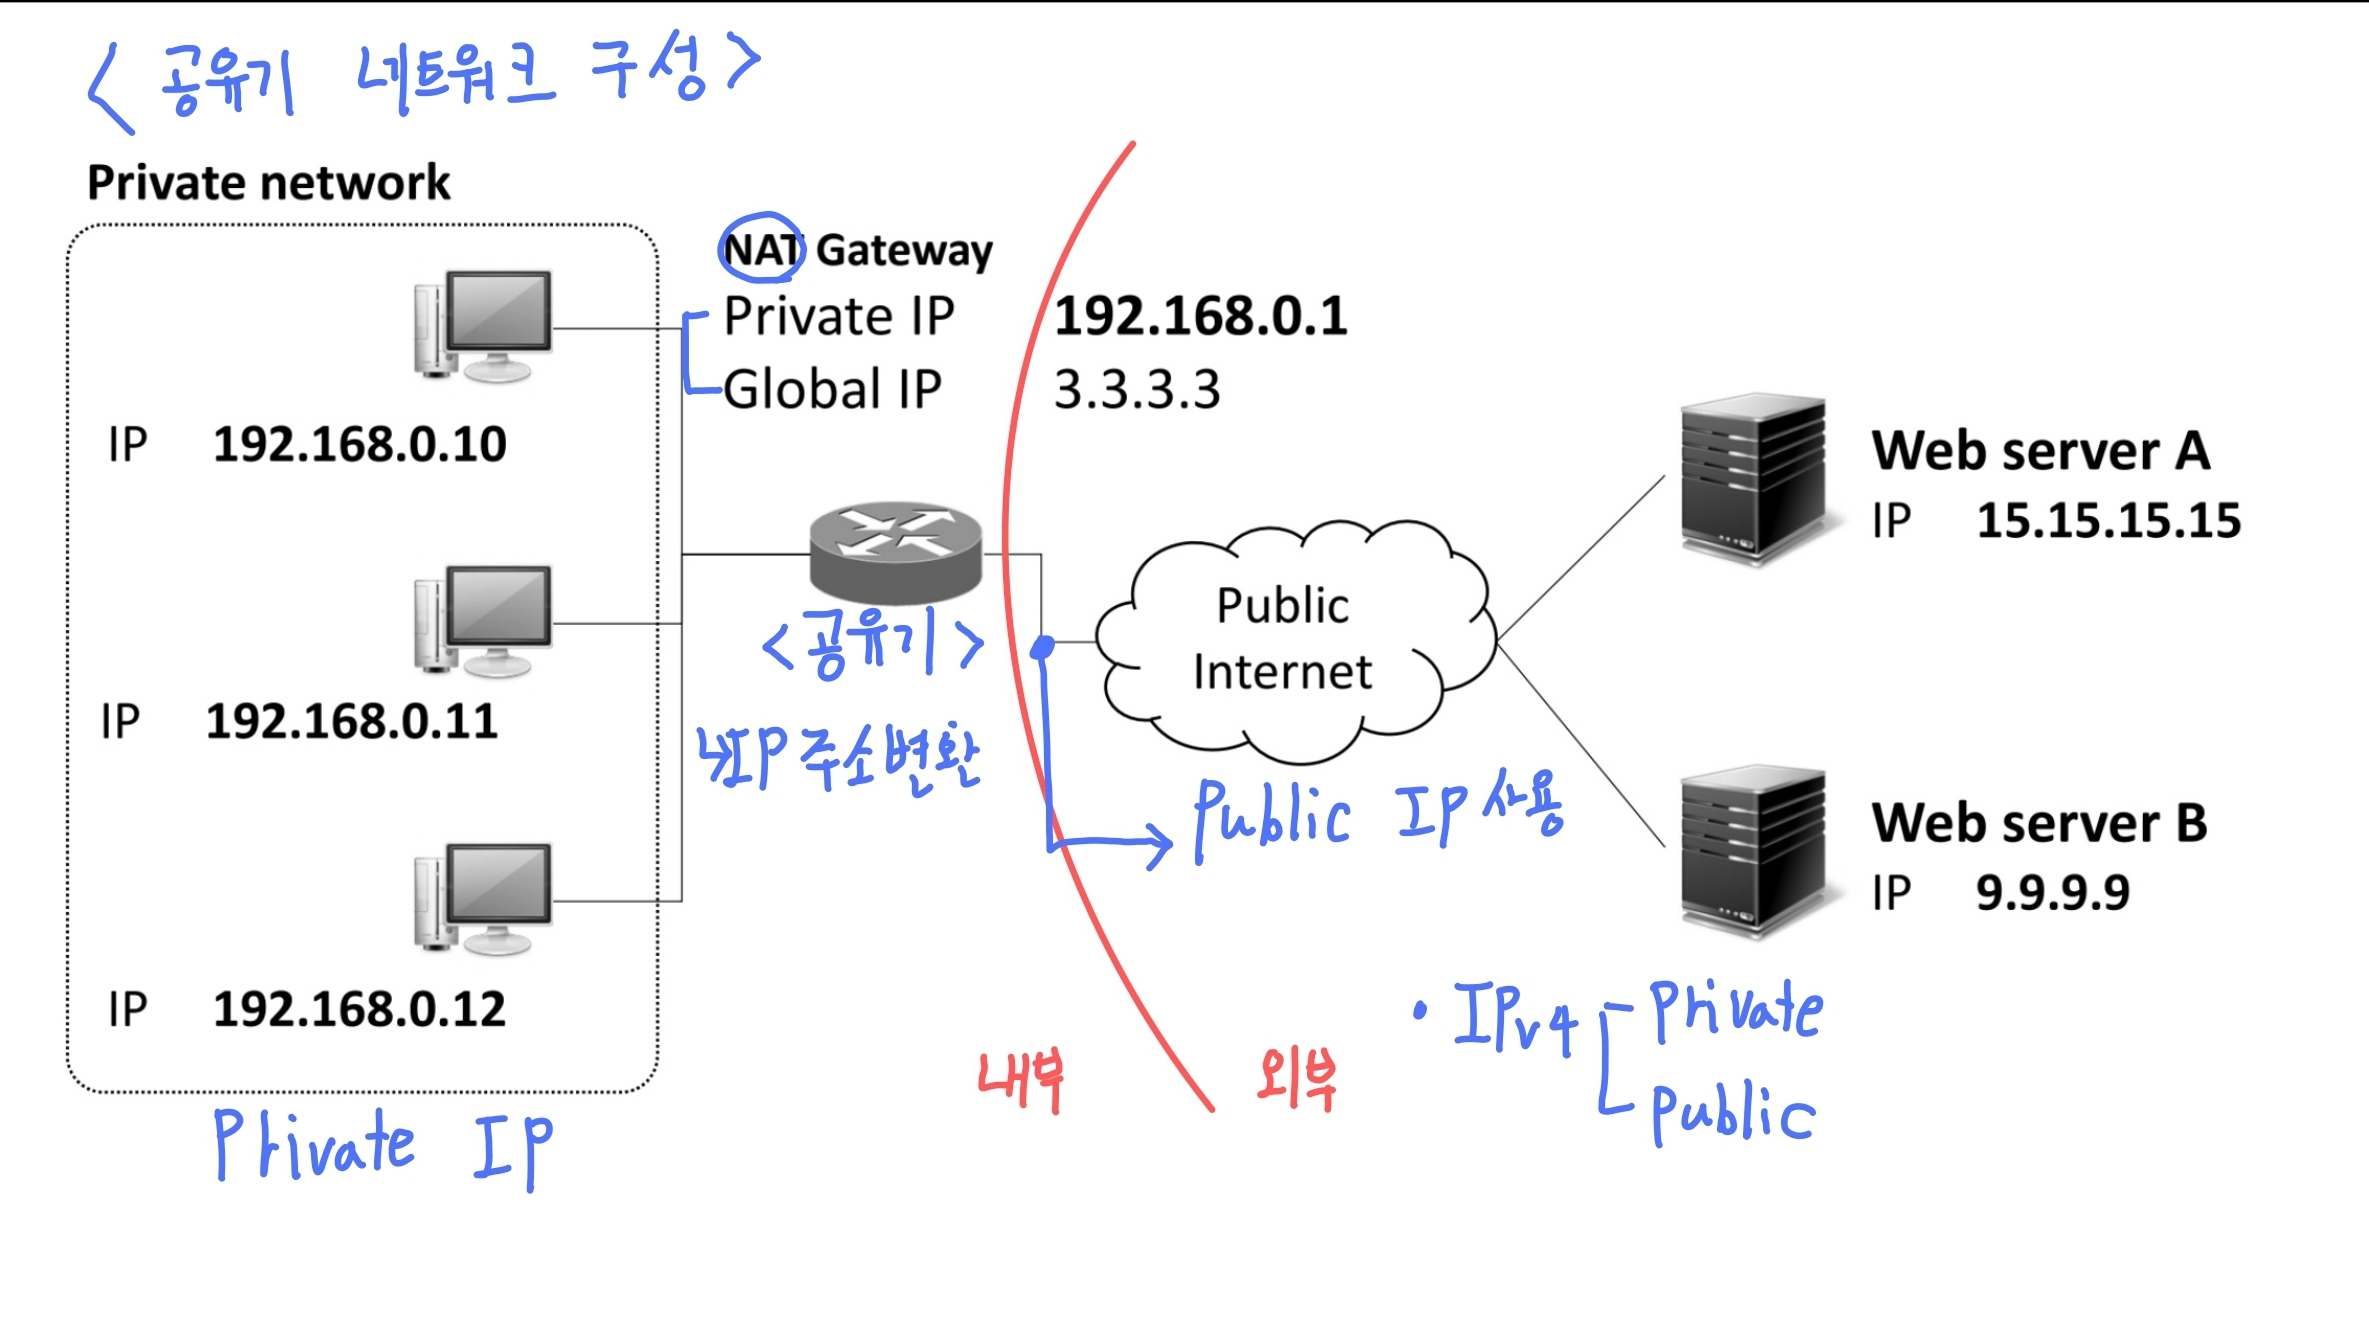 < 공유기 네트워크 구성 >
Private network
NAT Gateway
Private IP 192.168.0.1
Global IP 3.3.3.3
IP 192.168.0.10
Web server A
IP 15.15.15.15
Public
Internet
< 공유기 >
IP 192.168.0.11
↳ IP 주소변환
Public IP 사용
Web server B
IP 9.9.9.9
IP 192.168.0.12
• IPv4 Private
Public
내부 외부
Private IP